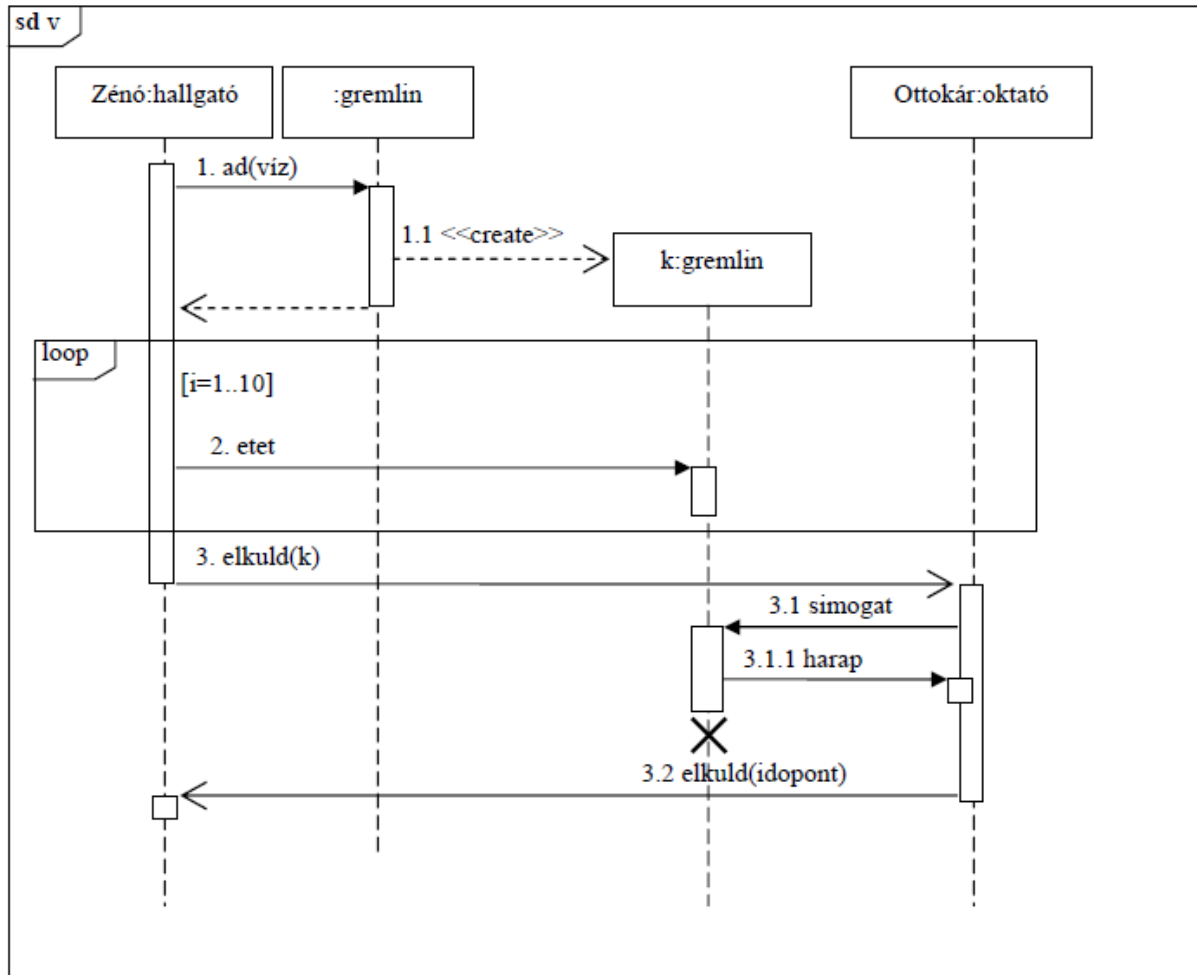 sd v
Zénó:hallgató
:gremlin
Ottokár:oktató
1. ad(víz)
1.1 <<create>>
k:gremlin
loop
[i=1..10]
2. etet
3. elkuld(k)
3.1 simogat
3.1.1 harap
3.2 elkuld(idopont)